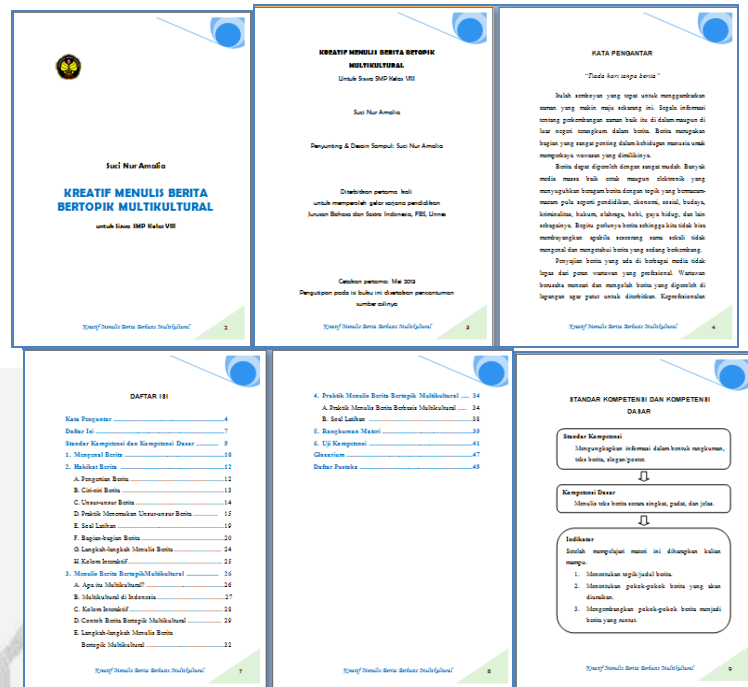 Suci Nur Amalia
KREATIF MENULIS BERITA
BERTOPIK MULTIKULTURAL
untuk Siswa SMP Kelas VIII
Kreatif Menulis Berita Berbasis Multikultural
2
KREATIF MENULIS BERITA BETOPIK
MULTIKULTURAL
Untuk Siswa SMP Kelas VIII
Suci Nur Amalia
Penyunting & Desain Sampul: Suci Nur Amalia
Diterbitkan pertama kali
untuk memperoleh gelar sarjana pendidikan
Jurusan Bahasa dan Sastra Indonesia, FBS, Unnes
Cetakan pertama: Mei 2013
Pengutipan pada isi buku ini disertakan pencantuman
sumber aslinya
Kreatif Menulis Berita Berbasis Multikultural
3
KATA PENGANTAR
"Tiada hari tanpa berita"
Itulah semboyan yang tepat untuk menggambarkan
zaman yang makin maju sekarang ini. Segala informasi
tentang perkembangan zaman baik itu di dalam maupun di
luar negeri terangkum dalam berita. Berita merupakan
bagian yang sangat penting dalam kehidupan manusia untuk
memperkaya wawasan yang dimilikinya.
Berita dapat diperoleh dengan sangat mudah. Banyak
media massa baik cetak maupun elektronik yang
menyuguhkan beragam berita dengan topik yang bermacam-
macam pula seperti pendidikan, ekonomi, sosial, budaya,
kriminalitas, hukum, olahraga, hobi, gaya hidup, dan lain
sebagainya. Begitu perlunya berita sehingga kita tidak bisa
membayangkan apabila seseorang sama sekali tidak
mengenal dan mengetahui berita yang sedang berkembang.
Penyajian berita yang ada di berbagai media tidak
lepas dari peran wartawan yang profesional. Wartawan
berusaha mencari dan mengolah berita yang diperoleh di
lapangan agar patut untuk diterbitkan. Keprofesionalan
Kreatif Menulis Berita Berbasis Multikultural
4
DAFTAR ISI
Kata Pengantar ..... 4
Daftar Isi ..... 7
Standar Kompetensi dan Kompetensi Dasar ..... 9
1. Mengenal Berita ..... 10
2. Hakikat Berita ..... 12
A. Pengertian Berita ..... 12
B. Ciri-ciri Berita ..... 13
C. Unsur-unsur Berita ..... 14
D. Praktik Menemukan Unsur-unsur Berita ..... 15
E. Soal Latihan ..... 19
F. Bagian-bagian Berita ..... 20
G. Langkah-langkah Menulis Berita ..... 24
H. Kolom Interaktif ..... 25
3. Menulis Berita BertopikMultikultural ..... 26
A. Apa itu Multikultural? ..... 26
B. Multikultural di Indonesia ..... 27
C. Kolom Interaktif ..... 28
D. Contoh Berita Bertopik Multikultural ..... 29
E. Langkah-langkah Menulis Berita
Bertopik Multikultural ..... 32
Kreatif Menulis Berita Berbasis Multikultural
7
4. Praktik Menulis Berita Bertopik Multikultural ..... 34
A. Praktik Menulis Berita Berbasis Multikultural ..... 34
B. Soal Latihan ..... 38
5. Rangkuman Materi ..... 39
6. Uji Kompetensi ..... 41
Glosarium ..... 47
Daftar Pustaka ..... 49
Kreatif Menulis Berita Berbasis Multikultural
8
STANDAR KOMPETENSI DAN KOMPETENSI
DASAR
Standar Kompetensi
Mengungkapkan informasi dalam bentuk rangkuman,
teks berita, slogan/poster.
Kompetensi Dasar
Menulis teks berita secara singkat, padat, dan jelas.
Indikator
Setelah mempelajari materi ini diharapkan kalian
mampu.
1. Menentukan topik/judul berita.
2. Menentukan pokok-pokok berita yang akan
diuraikan.
3. Mengembangkan pokok-pokok berita menjadi
berita yang runtut.
Kreatif Menulis Berita Berbasis Multikultural
9